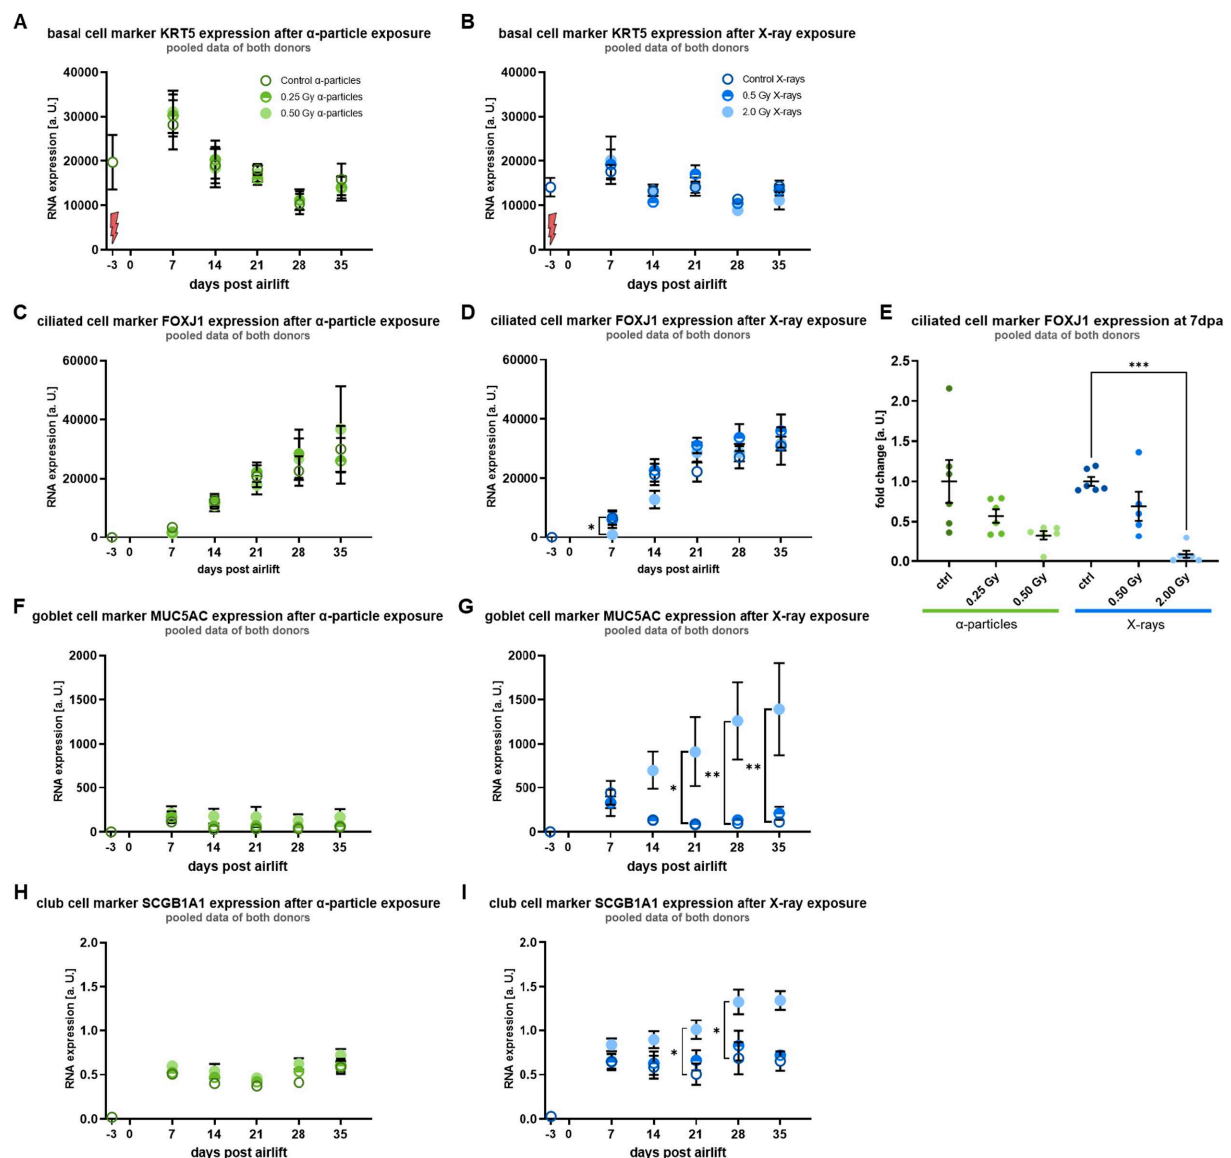 A
basal cell marker KRT5 expression after α-particle exposure
pooled data of both donors
RNA expression [a. U.]
40000
30000
20000
10000
0
Control α-particles
0.25 Gy α-particles
0.50 Gy α-particles
-3 0 7 14 21 28 35
days post airlift
B
basal cell marker KRT5 expression after X-ray exposure
pooled data of both donors
RNA expression [a. U.]
40000
30000
20000
10000
0
Control X-rays
0.5 Gy X-rays
2.0 Gy X-rays
-3 0 7 14 21 28 35
days post airlift
C
ciliated cell marker FOXJ1 expression after α-particle exposure
pooled data of both donors
RNA expression [a. U.]
60000
40000
20000
0
-3 0 7 14 21 28 35
days post airlift
D
ciliated cell marker FOXJ1 expression after X-ray exposure
pooled data of both donors
RNA expression [a. U.]
60000
40000
20000
0
*
-3 0 7 14 21 28 35
days post airlift
E
ciliated cell marker FOXJ1 expression at 7dpa
pooled data of both donors
fold change [a. U.]
2.5
2.0
1.5
1.0
0.5
0.0
***
ctrl 0.25 Gy 0.50 Gy ctrl 0.50 Gy 2.00 Gy
α-particles X-rays
F
goblet cell marker MUC5AC expression after α-particle exposure
pooled data of both donors
RNA expression [a. U.]
2000
1500
1000
500
0
-3 0 7 14 21 28 35
days post airlift
G
goblet cell marker MUC5AC expression after X-ray exposure
pooled data of both donors
RNA expression [a. U.]
2000
1500
1000
500
0
* ** **
-3 0 7 14 21 28 35
days post airlift
H
club cell marker SCGB1A1 expression after α-particle exposure
pooled data of both donors
RNA expression [a. U.]
2.0
1.5
1.0
0.5
0.0
-3 0 7 14 21 28 35
days post airlift
I
club cell marker SCGB1A1 expression after X-ray exposure
pooled data of both donors
RNA expression [a. U.]
2.0
1.5
1.0
0.5
0.0
* *
-3 0 7 14 21 28 35
days post airlift